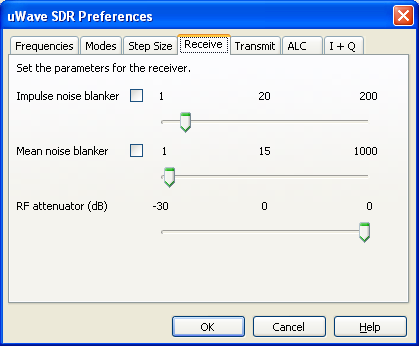 uWave SDR Preferences
Frequencies Modes Step Size Receive Transmit ALC I + Q
Set the parameters for the receiver.
Impulse noise blanker 1 20 200
Mean noise blanker 1 15 1000
RF attenuator (dB) -30 0 0
OK Cancel Help